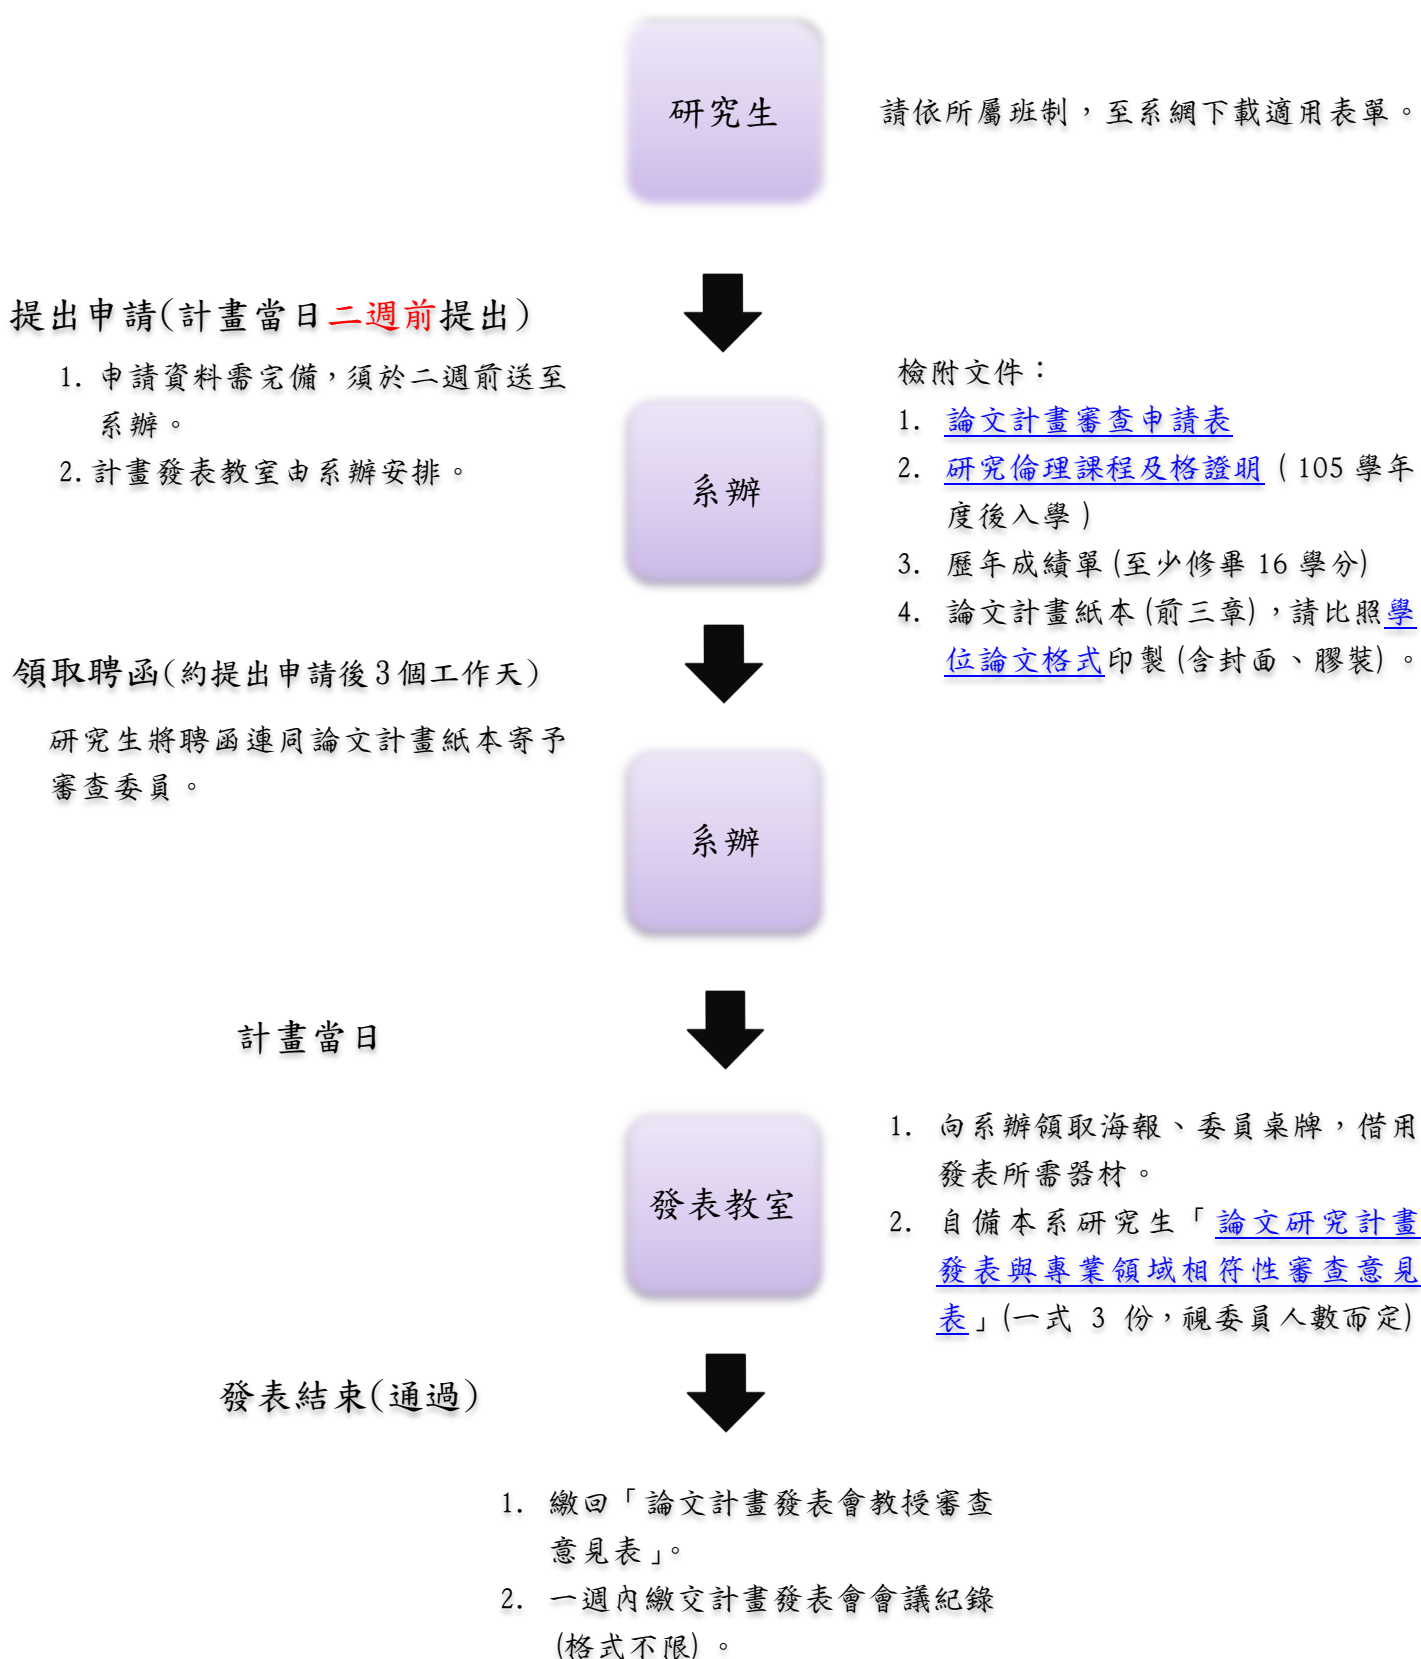 研究生
請依所屬班制，至系網下載適用表單。
提出申請(計畫當日二週前提出)
1. 申請資料需完備，須於二週前送至
系辦。
2.計畫發表教室由系辦安排。
系辦
檢附文件：
1. 論文計畫審查申請表
2. 研究倫理課程及格證明（105 學年
度後入學）
3. 歷年成績單(至少修畢 16 學分)
4. 論文計畫紙本(前三章)，請比照學
位論文格式印製(含封面、膠裝)。
領取聘函(約提出申請後3個工作天)
研究生將聘函連同論文計畫紙本寄予
審查委員。
系辦
計畫當日
發表教室
1. 向系辦領取海報、委員桌牌，借用
發表所需器材。
2. 自備本系研究生「論文研究計畫
發表與專業領域相符性審查意見
表」(一式 3 份，視委員人數而定)
發表結束(通過)
1. 繳回「論文計畫發表會教授審查
意見表」。
2. 一週內繳交計畫發表會會議紀錄
(格式不限)。